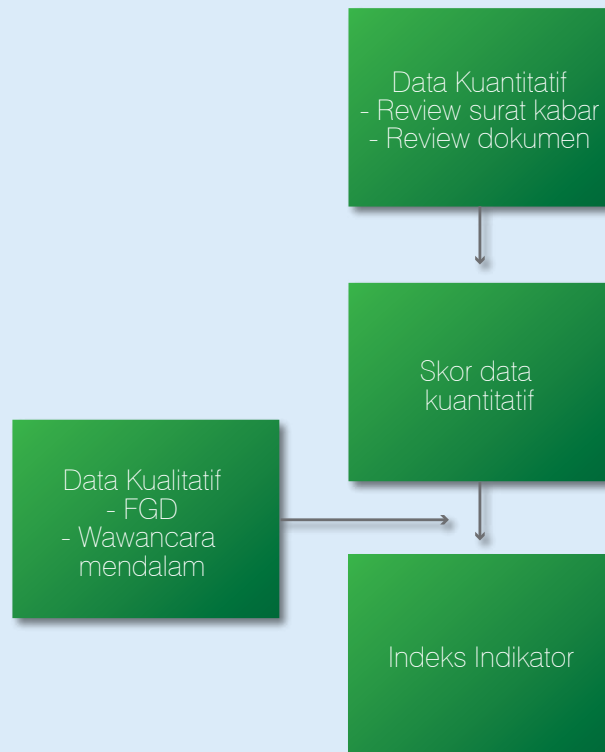 Data Kuantitatif
- Review surat kabar
- Review dokumen
Skor data
kuantitatif
Data Kualitatif
- FGD
- Wawancara
mendalam
Indeks Indikator